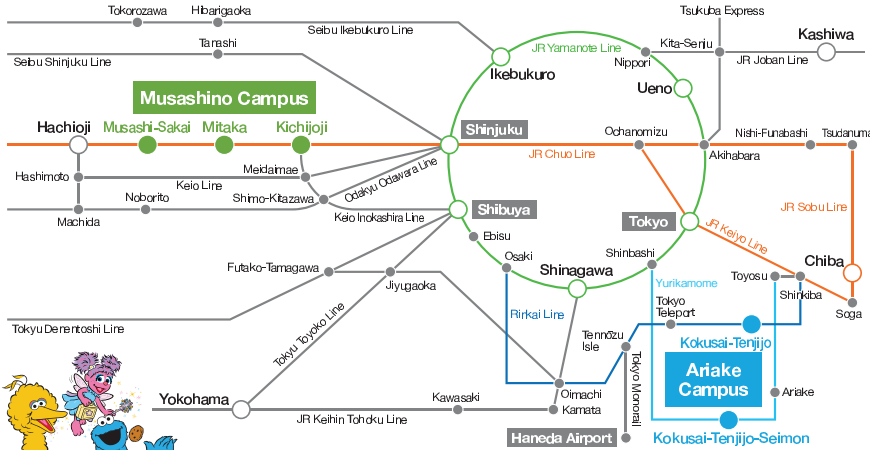 Tokorozawa
Hibarigaoka
Tsukuba Express
Seibu Ikebukuro Line
Kashiwa
Tanashi
JR Yamanote Line
Kita-Senju
Nippori
JR Joban Line
Seibu Shinjuku Line
Ikebukuro
Ueno
Musashino Campus
Hachioji
Musashi-Sakai
Mitaka
Kichijoji
Shinjuku
Ochanomizu
Nishi-Funabashi
Tsudanuma
JR Chuo Line
Akihabara
Hashimoto
Meidaimae
Keio Line
Odakyu Odawara Line
Noborito
Shimo-Kitazawa
Machida
Keio Inokashira Line
Shibuya
Tokyo
JR Sobu Line
JR Keiyo Line
Ebisu
Osaki
Shinbashi
Futako-Tamagawa
Jiyugaoka
Shinagawa
Toyosu
Chiba
Yurikamome
Shinkiba
Soga
Tokyo
Teleport
Rinkai Line
Tokyu Denentoshi Line
Tokyu Toyoko Line
Tennōzu
Isle
Kokusai-Tenjijo
Tokyo Monorail
Ariake
Campus
Oimachi
Ariake
Yokohama
Kawasaki
Kamata
JR Keihin Tohoku Line
Haneda Airport
Kokusai-Tenjijo-Seimon